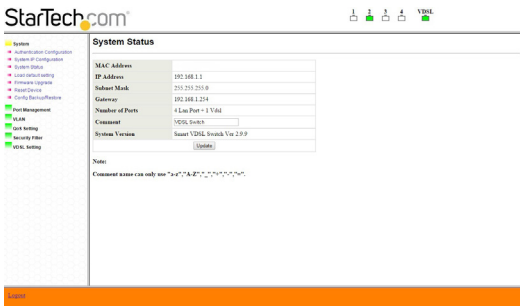 StarTech.com
1 2 3 4 VDSL
System
Authentication Configuration
System IP Configuration
System Status
Load default setting
Firmware Upgrade
Reset Device
Config Backup/Restore
Port Management
VLAN
QoS Setting
Security Filter
VDSL Setting
System Status
MAC Address
IP Address 192.168.1.1
Subnet Mask 255.255.255.0
Gateway 192.168.1.254
Number of Ports 4 Lan Port + 1 Vdsl
Comment VDSL Switch
System Version Smart VDSL Switch Ver 2.9.9
Update
Note:
Comment name can only use "a-z","A-Z","_","+","-","=".
Logout